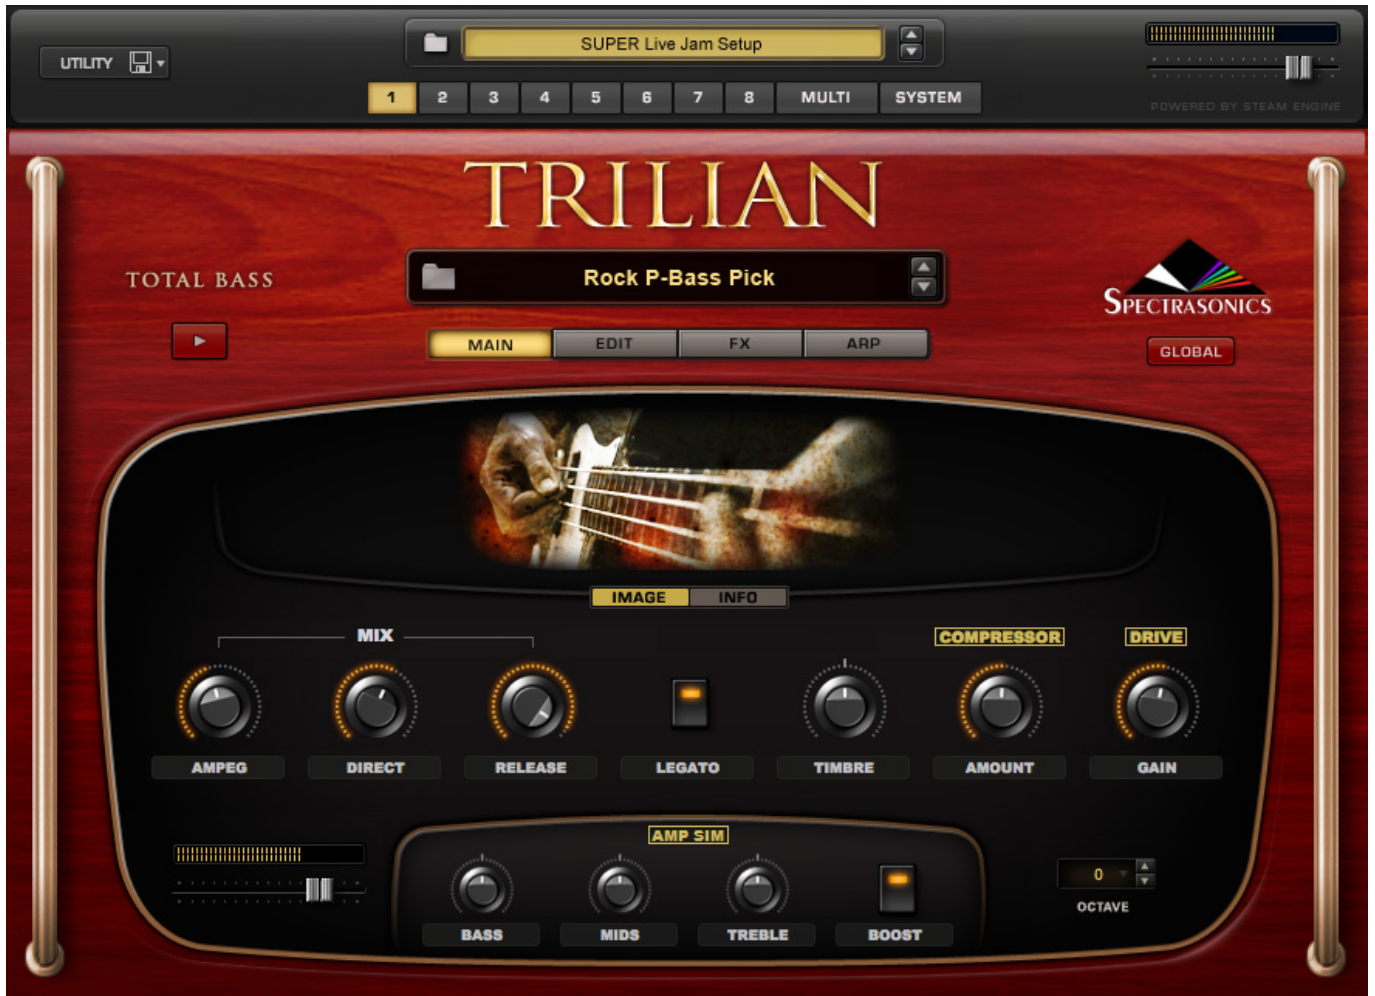 UTILITY
SUPER Live Jam Setup
1 2 3 4 5 6 7 8 MULTI SYSTEM
POWERED BY STEAM ENGINE
TRILIAN
TOTAL BASS
Rock P-Bass Pick
SPECTRASONICS
MAIN EDIT FX ARP
GLOBAL
IMAGE INFO
MIX
COMPRESSOR
DRIVE
AMPEG DIRECT RELEASE LEGATO TIMBRE AMOUNT GAIN
AMP SIM
0
OCTAVE
BASS MIDS TREBLE BOOST